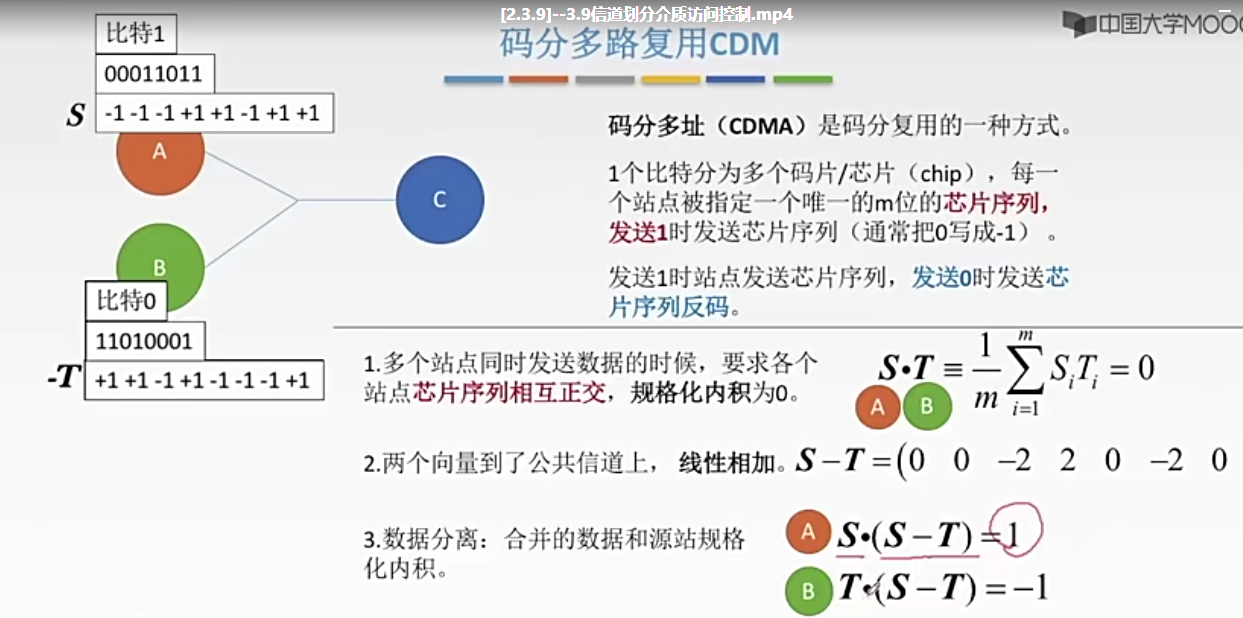 [2.3.9]--3.9信道划分介质访问控制.mp4
中国大学MOOC
码分多路复用CDM
比特1
00011011
S -1 -1 -1 +1 +1 -1 +1 +1
A
B
C
比特0
11010001
-T +1 +1 -1 +1 -1 -1 -1 +1
码分多址（CDMA）是码分复用的一种方式。
1个比特分为多个码片/芯片（chip），每一
个站点被指定一个唯一的m位的芯片序列，
发送1时发送芯片序列（通常把0写成-1）。
发送1时站点发送芯片序列，发送0时发送芯
片序列反码。
1.多个站点同时发送数据的时候，要求各个
站点芯片序列相互正交，规格化内积为0。
S•T ≡ 1/m ∑_{i=1}^{m} S_i T_i = 0
A B
2.两个向量到了公共信道上，线性相加。
S − T = (0 0 −2 2 0 −2 0
3.数据分离：合并的数据和源站规格
化内积。
A S•(S − T) = 1
B T•(S − T) = −1